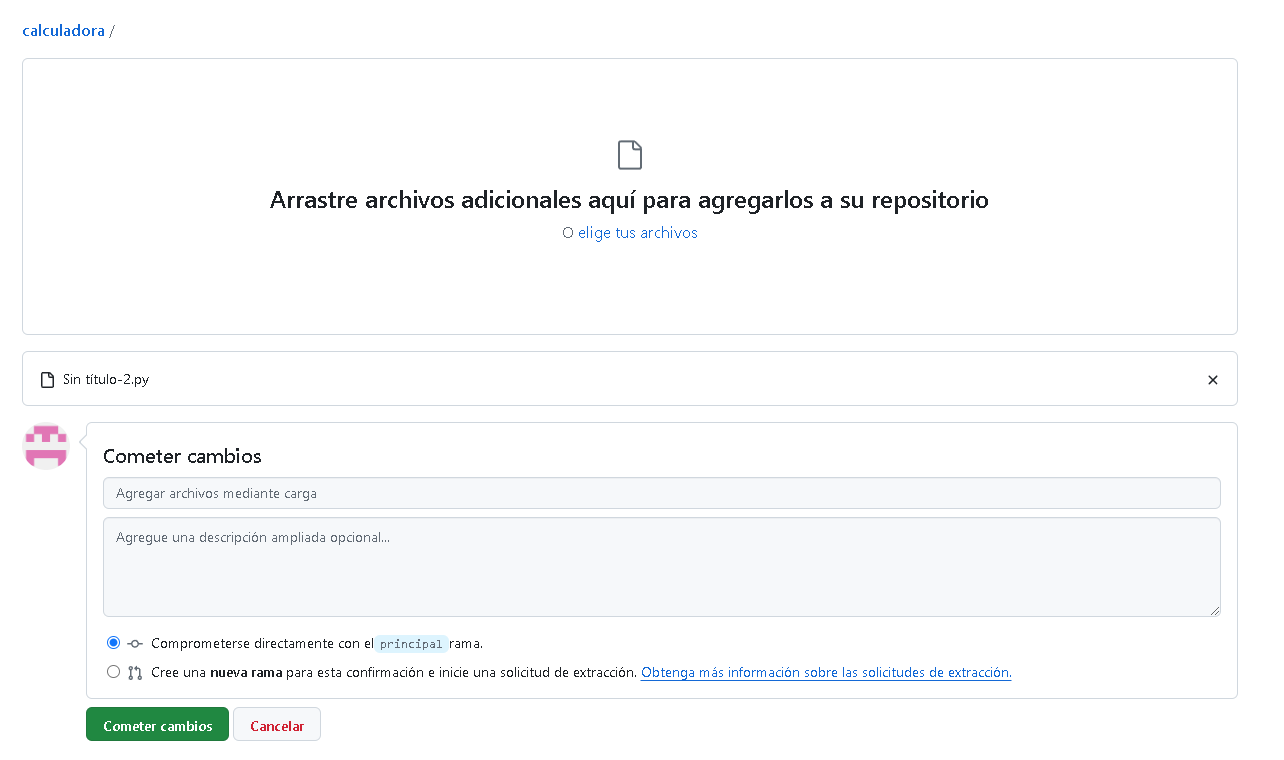 calculadora /
Arrastre archivos adicionales aquí para agregarlos a su repositorio
O elige tus archivos
Sin título-2.py
Cometer cambios
Agregar archivos mediante carga
Agregue una descripción ampliada opcional...
Comprometerse directamente con el principal rama.
Cree una nueva rama para esta confirmación e inicie una solicitud de extracción. Obtenga más información sobre las solicitudes de extracción.
Cometer cambios Cancelar